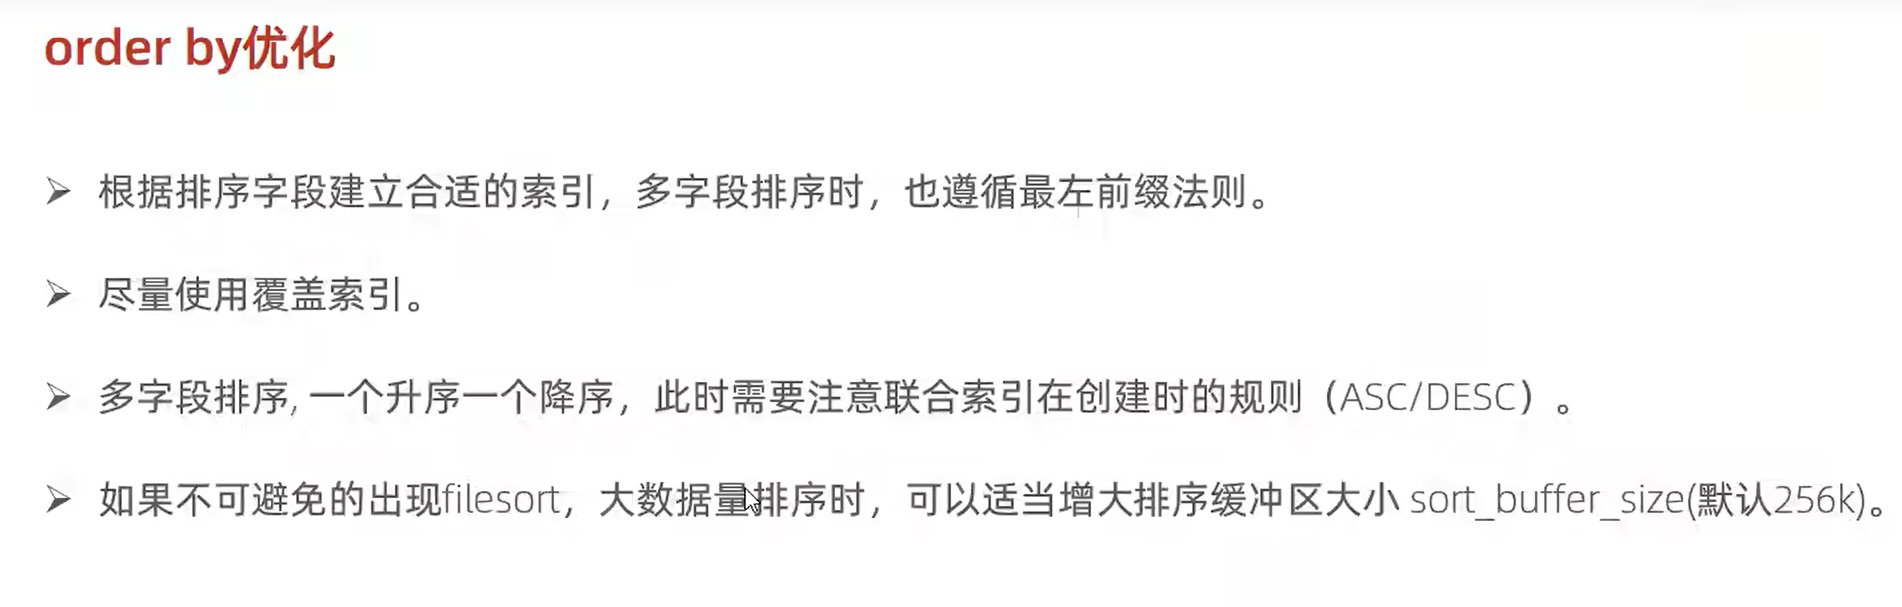 order by优化
根据排序字段建立合适的索引，多字段排序时，也遵循最左前缀法则。
尽量使用覆盖索引。
多字段排序, 一个升序一个降序，此时需要注意联合索引在创建时的规则（ASC/DESC）。
如果不可避免的出现filesort，大数据量排序时，可以适当增大排序缓冲区大小 sort_buffer_size(默认256k)。